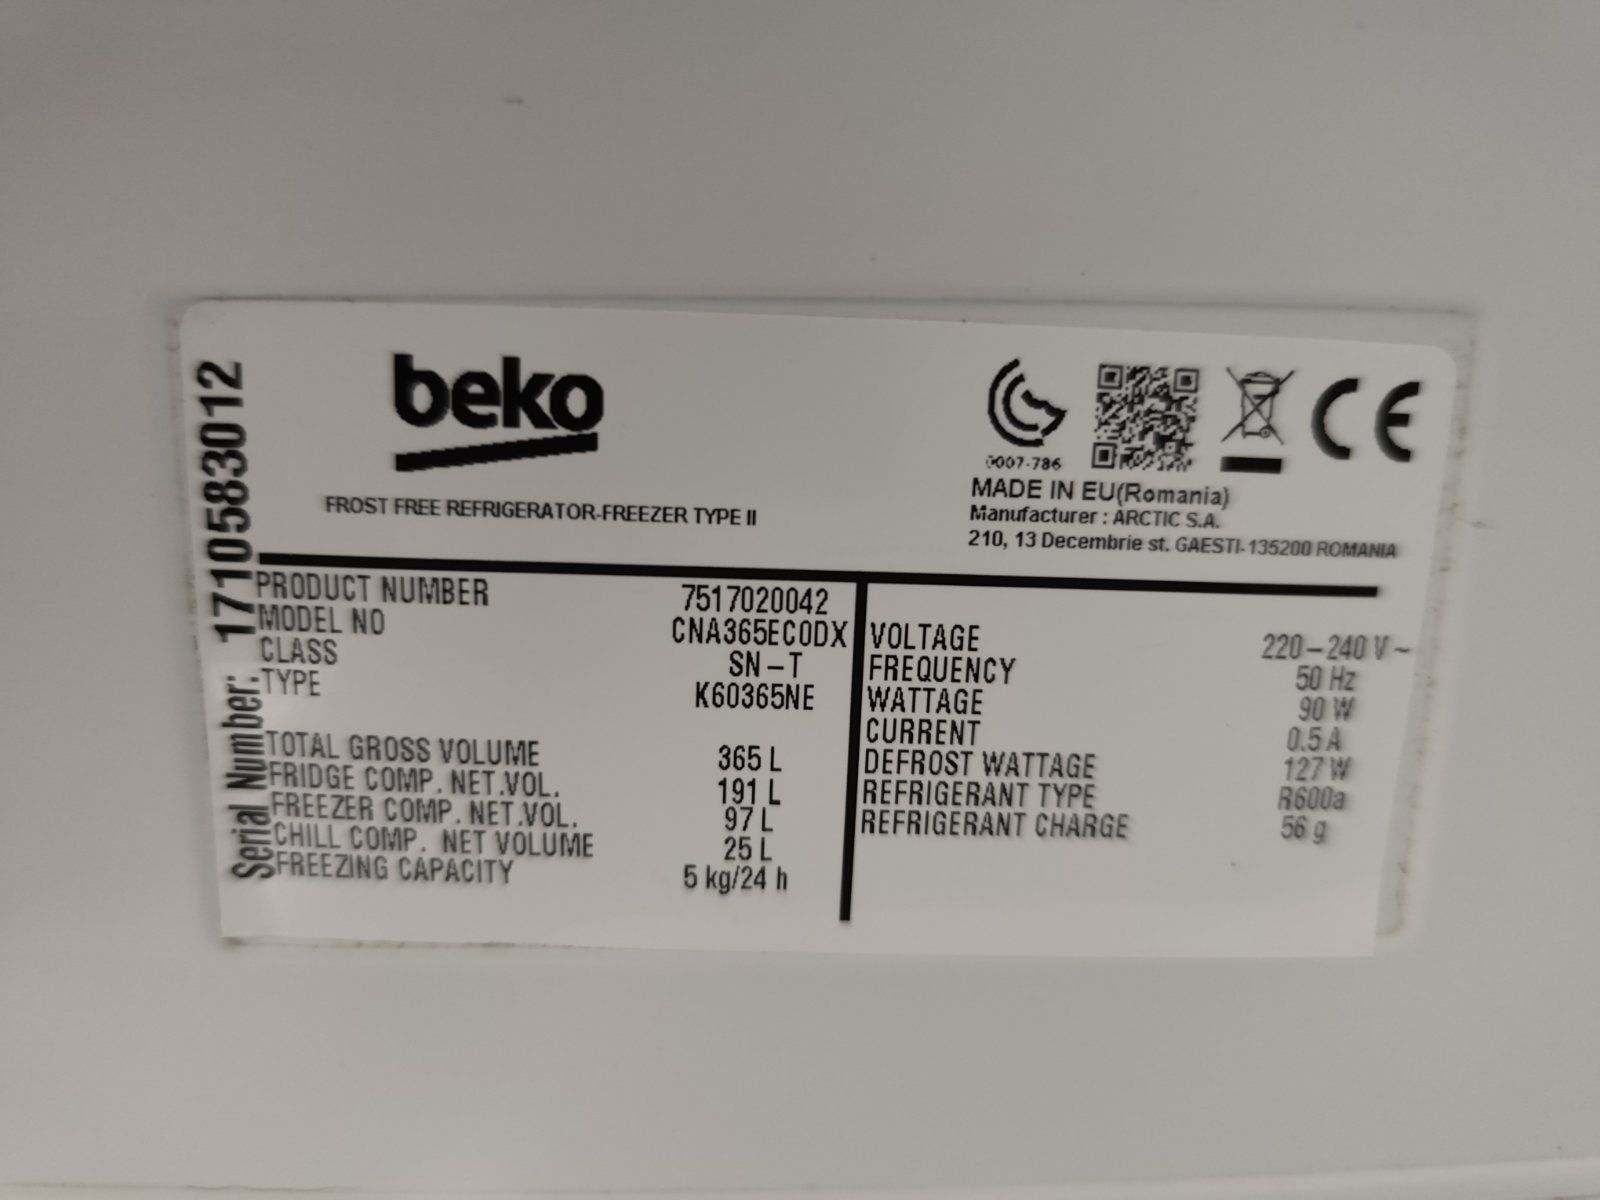 beko
FROST FREE REFRIGERATOR-FREEZER TYPE II
0007-786
CE
MADE IN EU(Romania)
Manufacturer : ARCTIC S.A.
210, 13 Decembrie st. GAESTI-135200 ROMANIA
Serial Number: 1710583012
PRODUCT NUMBER 7517020042
MODEL NO CNA365ECODX
CLASS SN-T
TYPE K60365NE
TOTAL GROSS VOLUME 365 L
FRIDGE COMP. NET.VOL. 191 L
FREEZER COMP. NET.VOL. 97 L
CHILL COMP. NET VOLUME 25 L
FREEZING CAPACITY 5 kg/24 h
VOLTAGE 220-240 V ~
FREQUENCY 50 Hz
WATTAGE 90 W
CURRENT 0.5 A
DEFROST WATTAGE 127 W
REFRIGERANT TYPE R600a
REFRIGERANT CHARGE 56 g